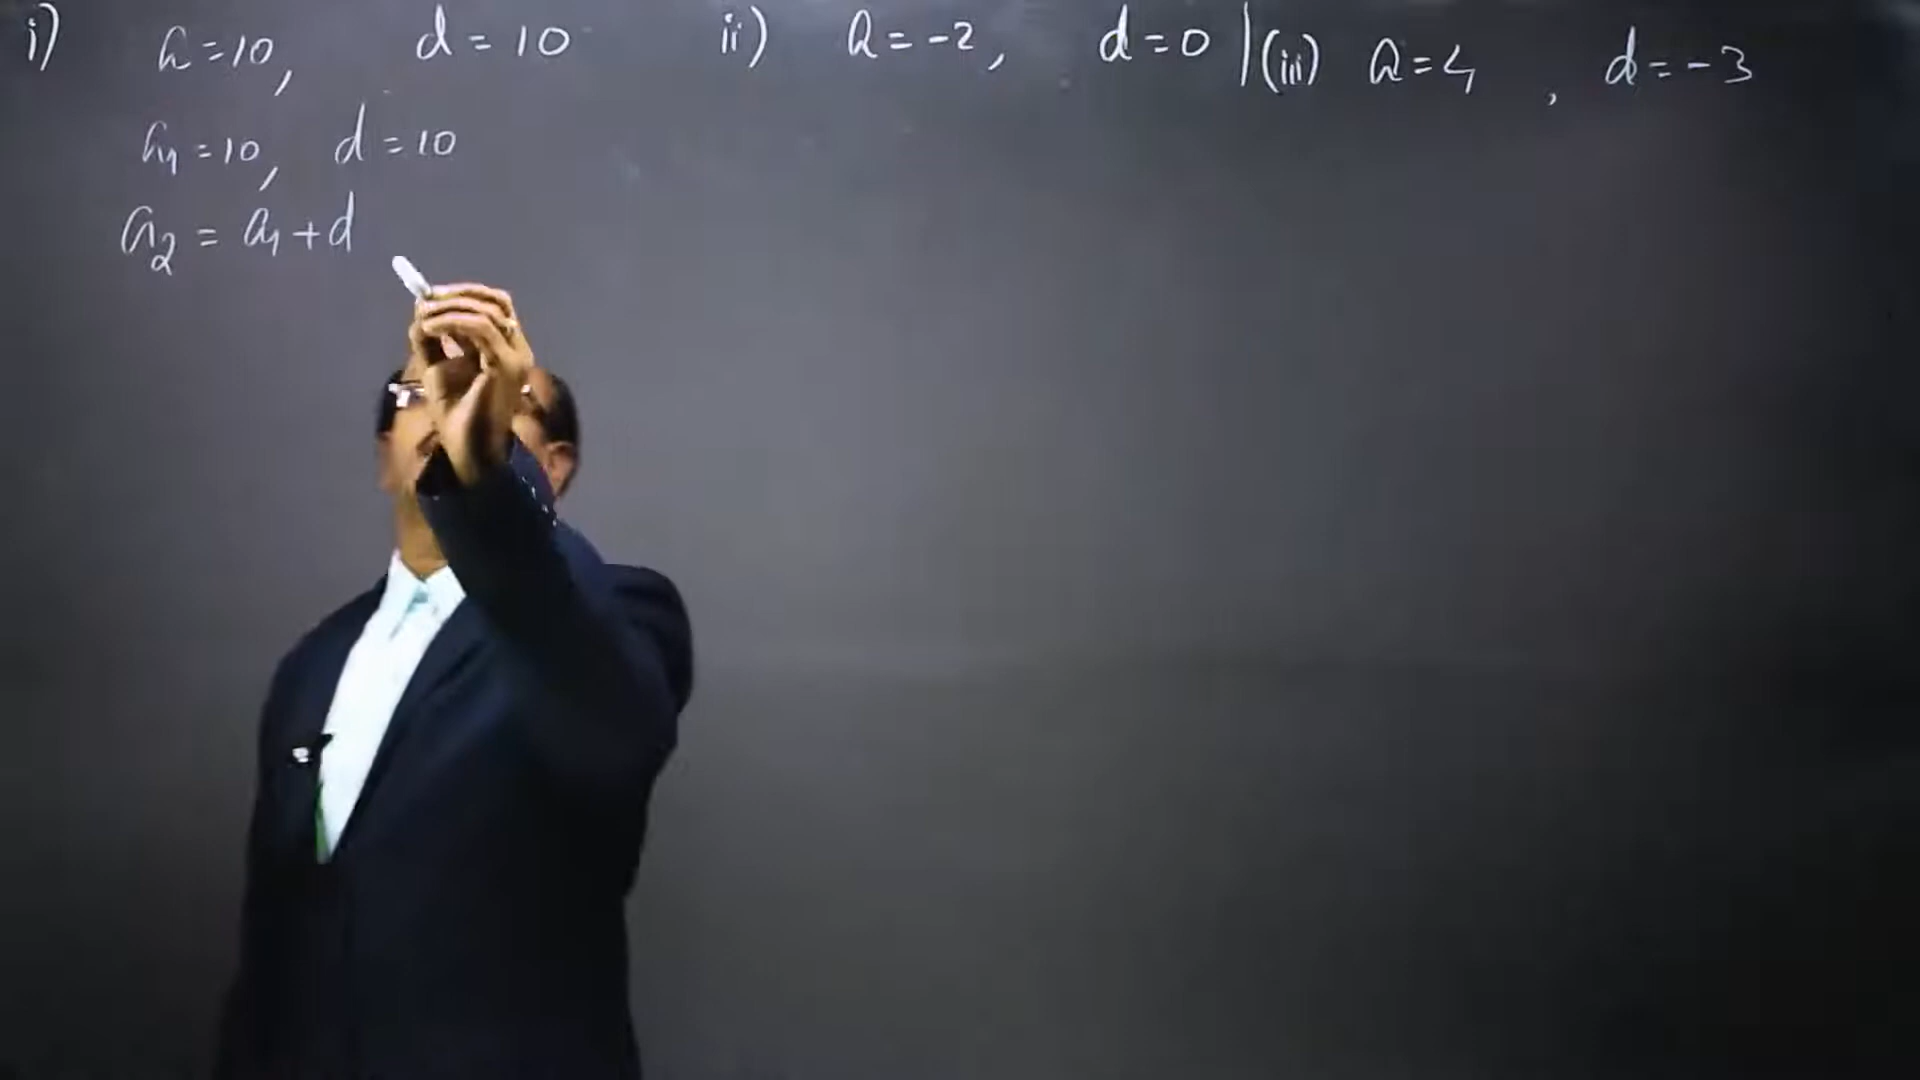 i) a = 10, d = 10 ii) a = -2, d = 0 | (iii) a = 4, d = -3
a₁ = 10, d = 10
a₂ = a₁ + d